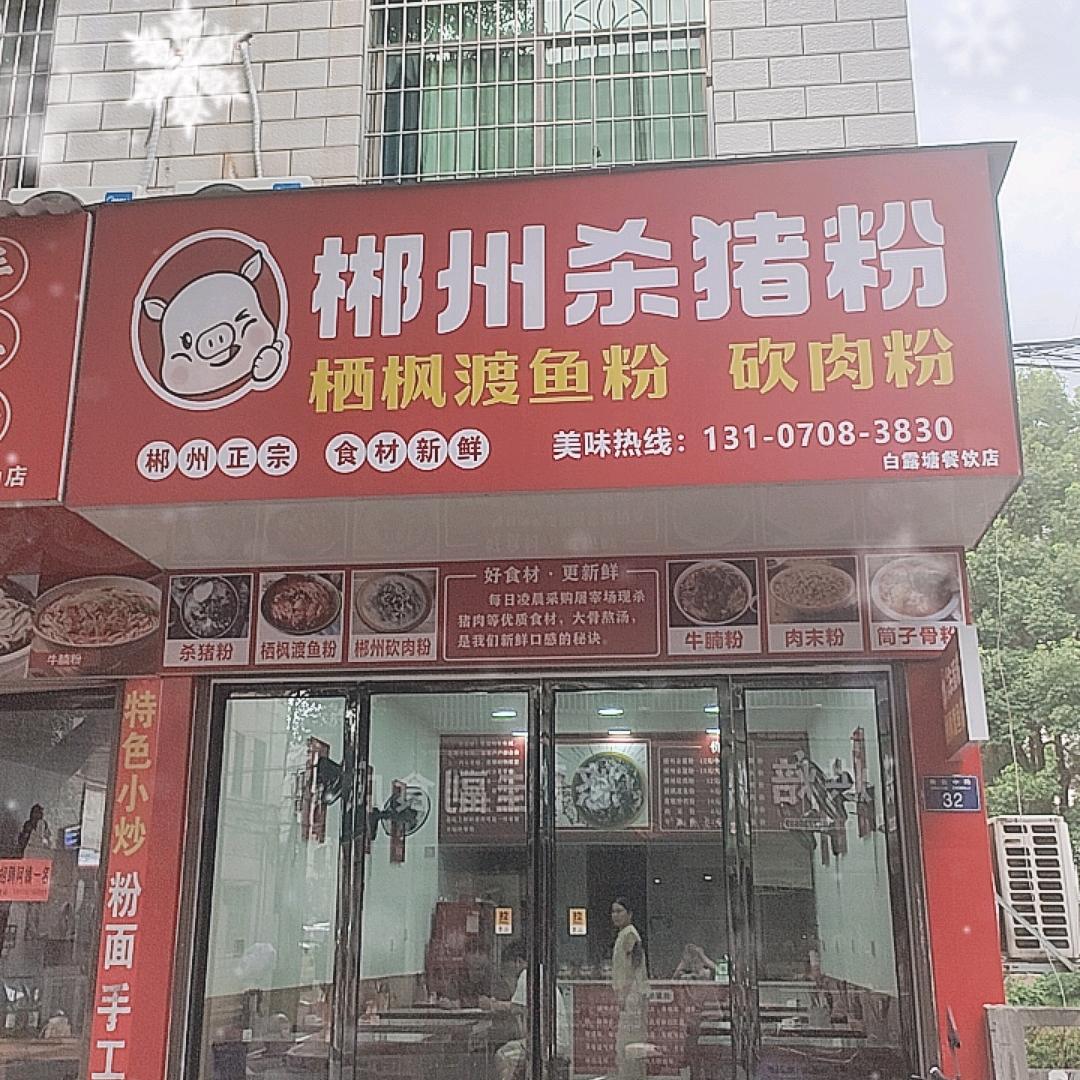 郴州杀猪粉
栖枫渡鱼粉 砍肉粉
郴州正宗 食材新鲜
美味热线：131-0708-3830
白露塘餐饮店
店
好食材·更新鲜
每日凌晨采购屠宰场现杀
猪肉等优质食材，大骨熬汤，
是我们新鲜口感的秘诀。
杀猪粉
栖枫渡鱼粉
郴州砍肉粉
牛腩粉
肉末粉
筒子骨粉
牛腩粉
特色小炒 粉面手工
32